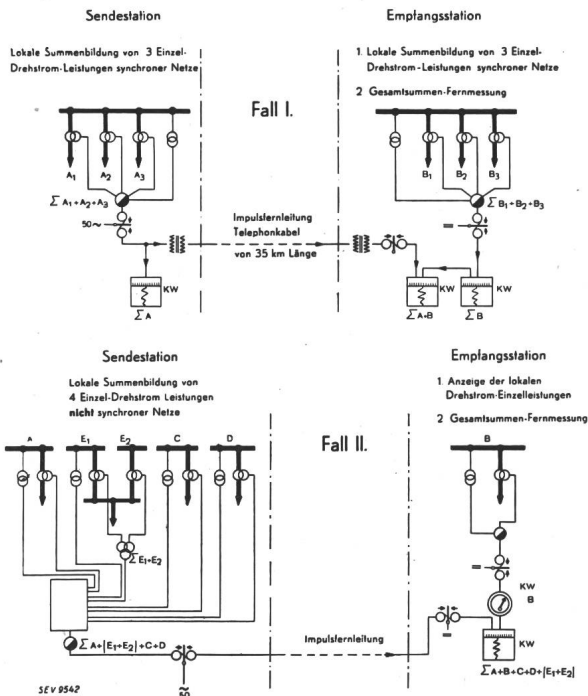 Sendestation
Lokale Summenbildung von 3 Einzel-
Drehstrom-Leistungen synchroner Netze
Fall I.
Empfangsstation
1. Lokale Summenbildung von 3 Einzel-
Drehstrom-Leistungen synchroner Netze
2 Gesamtsummen-Fernmessung
A1 A2 A3
∑ A1+A2+A3
50~
KW
∑ A
Impulsfernleitung
Telephonkabel
von 35 km Länge
B1 B2 B3
∑ B1+B2+B3
=
KW
KW
∑ A+B
∑ B
Sendestation
Lokale Summenbildung von
4 Einzel-Drehstrom Leistungen
nicht synchroner Netze
Fall II.
Empfangsstation
1. Anzeige der lokalen
Drehstrom-Einzelleistungen
2 Gesamtsummen-Fernmessung
A E1 E2 C D
∑ E1+E2
∑ A+|E1+E2|+C+D
≈
50
Impulsfernleitung
B
=
KW
B
=
KW
∑ A+B+C+D+|E1+E2|
SEV 9542